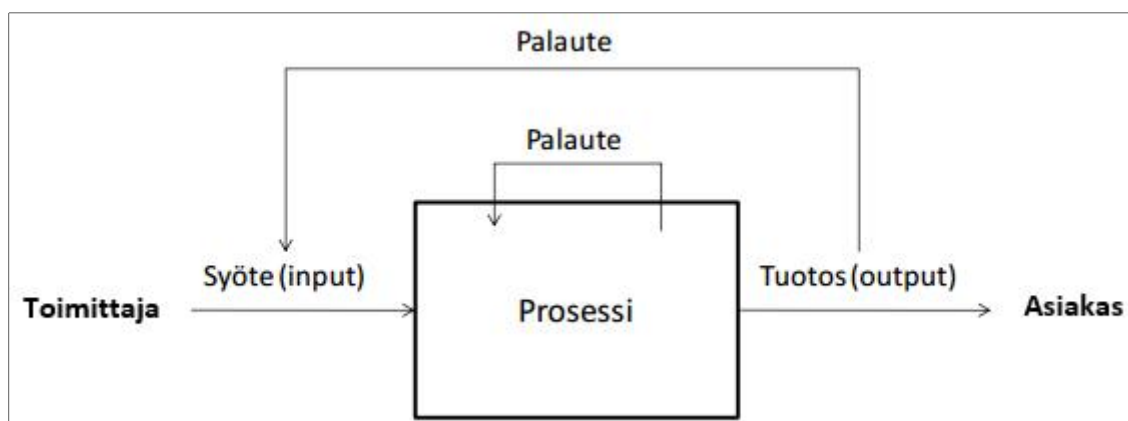 Palaute
Palaute
Syöte (input)
Tuotos (output)
Toimittaja
Prosessi
Asiakas